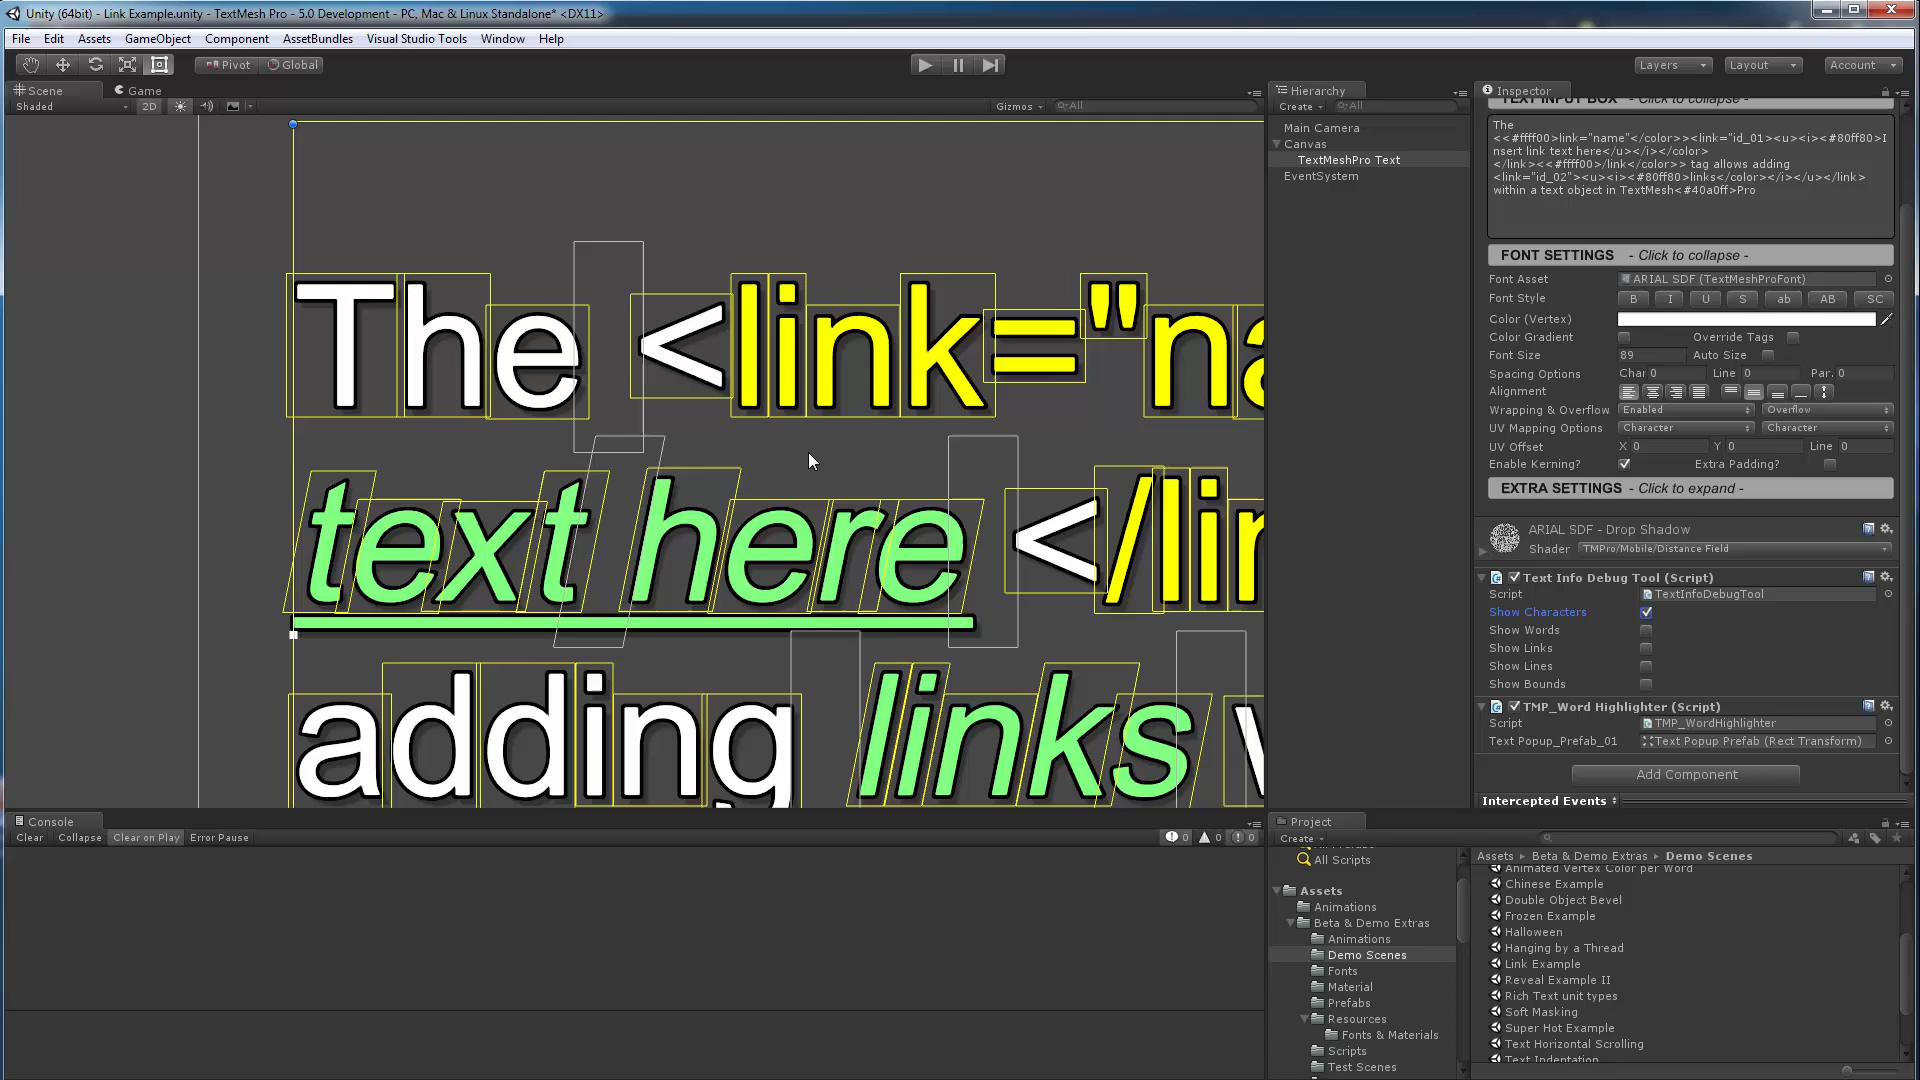 Unity (64bit) - Link Example.unity - TextMesh Pro - 5.0 Development - PC, Mac & Linux Standalone* <DX11>
File Edit Assets GameObject Component AssetBundles Visual Studio Tools Window Help
Pivot Global Layers Layout Account
Scene Game
Shaded 2D Gizmos All
The <link="na
text here </lin
adding links w
Hierarchy
Create All
Main Camera
Canvas
TextMeshPro Text
EventSystem
Inspector
TEXT INPUT BOX - Click to collapse -
The
<<#ffff00>link="name"</color>><link="id_01><u><i><#80ff80>I
nsert link text here</u></i></color>
</link><<#ffff00>/link</color>> tag allows adding
<link="id_02"><u><i><#80ff80>links</color></i></u></link>
within a text object in TextMesh<#40a0ff>Pro
FONT SETTINGS - Click to collapse -
Font Asset ARIAL SDF (TextMeshProFont)
Font Style B I U S ab AB SC
Color (Vertex)
Color Gradient Override Tags
Font Size 89 Auto Size
Spacing Options Char 0 Line 0 Par. 0
Alignment
Wrapping & Overflow Enabled Overflow
UV Mapping Options Character Character
UV Offset X 0 Y 0 Line 0
Enable Kerning? Extra Padding?
EXTRA SETTINGS - Click to expand -
ARIAL SDF - Drop Shadow
Shader TMPro/Mobile/Distance Field
Text Info Debug Tool (Script)
Script TextInfoDebugTool
Show Characters
Show Words
Show Links
Show Lines
Show Bounds
TMP_Word Highlighter (Script)
Script TMP_WordHighlighter
Text Popup_Prefab_01 Text Popup Prefab (Rect Transform)
Add Component
Intercepted Events
Console
Clear Collapse Clear on Play Error Pause 0 0 0
Project
Create
All Scripts
Assets
Animations
Beta & Demo Extras
Animations
Demo Scenes
Fonts
Material
Prefabs
Resources
Fonts & Materials
Scripts
Test Scenes
Assets Beta & Demo Extras Demo Scenes
Animated Vertex Color per Word
Chinese Example
Double Object Bevel
Frozen Example
Halloween
Hanging by a Thread
Link Example
Reveal Example II
Rich Text unit types
Soft Masking
Super Hot Example
Text Horizontal Scrolling
Text Indentation